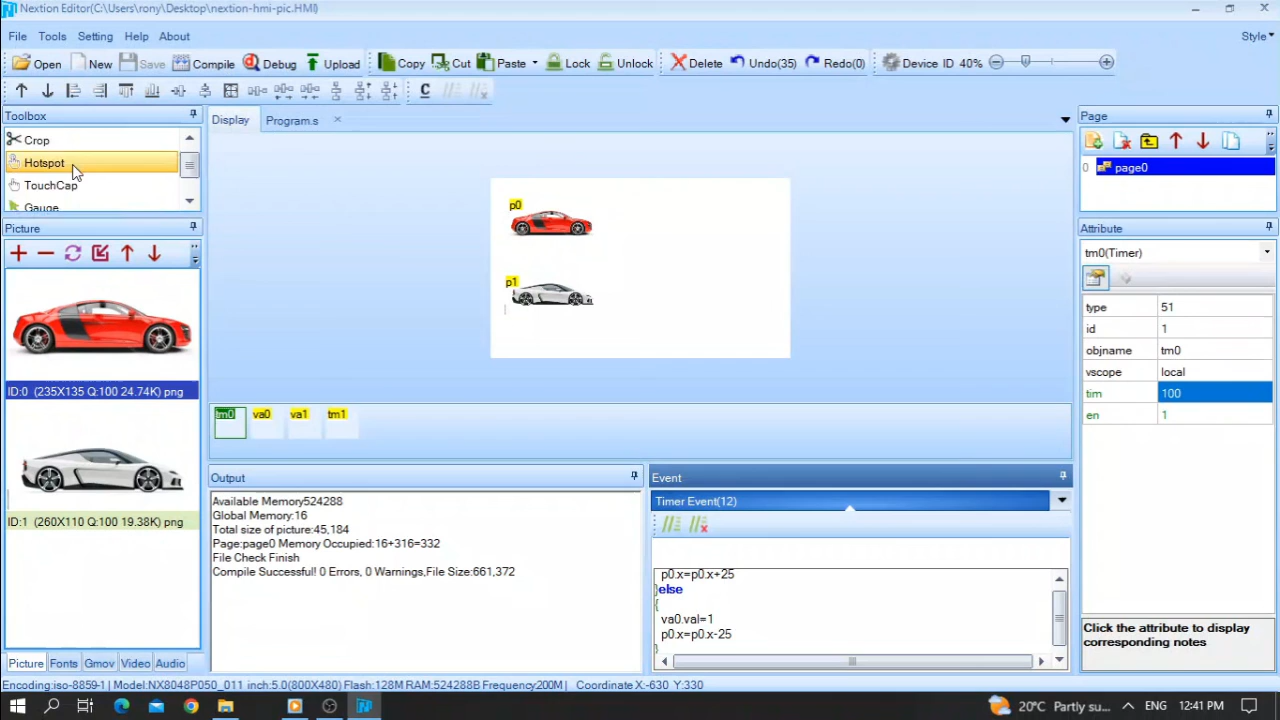 Nextion Editor(C:\Users\rony\Desktop\nextion-hmi-pic.HMI)
File Tools Setting Help About Style
Open New Save Compile Debug Upload Copy Cut Paste Lock Unlock Delete Undo(35) Redo(0) Device ID 40%
C
Toolbox
Crop
Hotspot
TouchCap
Gauge
Picture
ID:0 (235X135 Q:100 24.74K) png
ID:1 (260X110 Q:100 19.38K) png
Picture Fonts Gmov Video Audio
Display Program.s
p0
p1
tm0 va0 va1 tm1
Output
Available Memory524288
Global Memory:16
Total size of picture:45,184
Page:page0 Memory Occupied:16+316=332
File Check Finish
Compile Successful! 0 Errors, 0 Warnings,File Size:661,372
Event
Timer Event(12)
p0.x=p0.x+25
}else
{
va0.val=1
p0.x=p0.x-25
}
Page
0 page0
Attribute
tm0(Timer)
type 51
id 1
objname tm0
vscope local
tim 100
en 1
Click the attribute to display
corresponding notes
Encoding:iso-8859-1| Model:NX8048P050_011 inch:5.0(800X480) Flash:128M RAM:524288B Frequency:200M| Coordinate X:-630 Y:330
20°C Partly su... ENG 12:41 PM